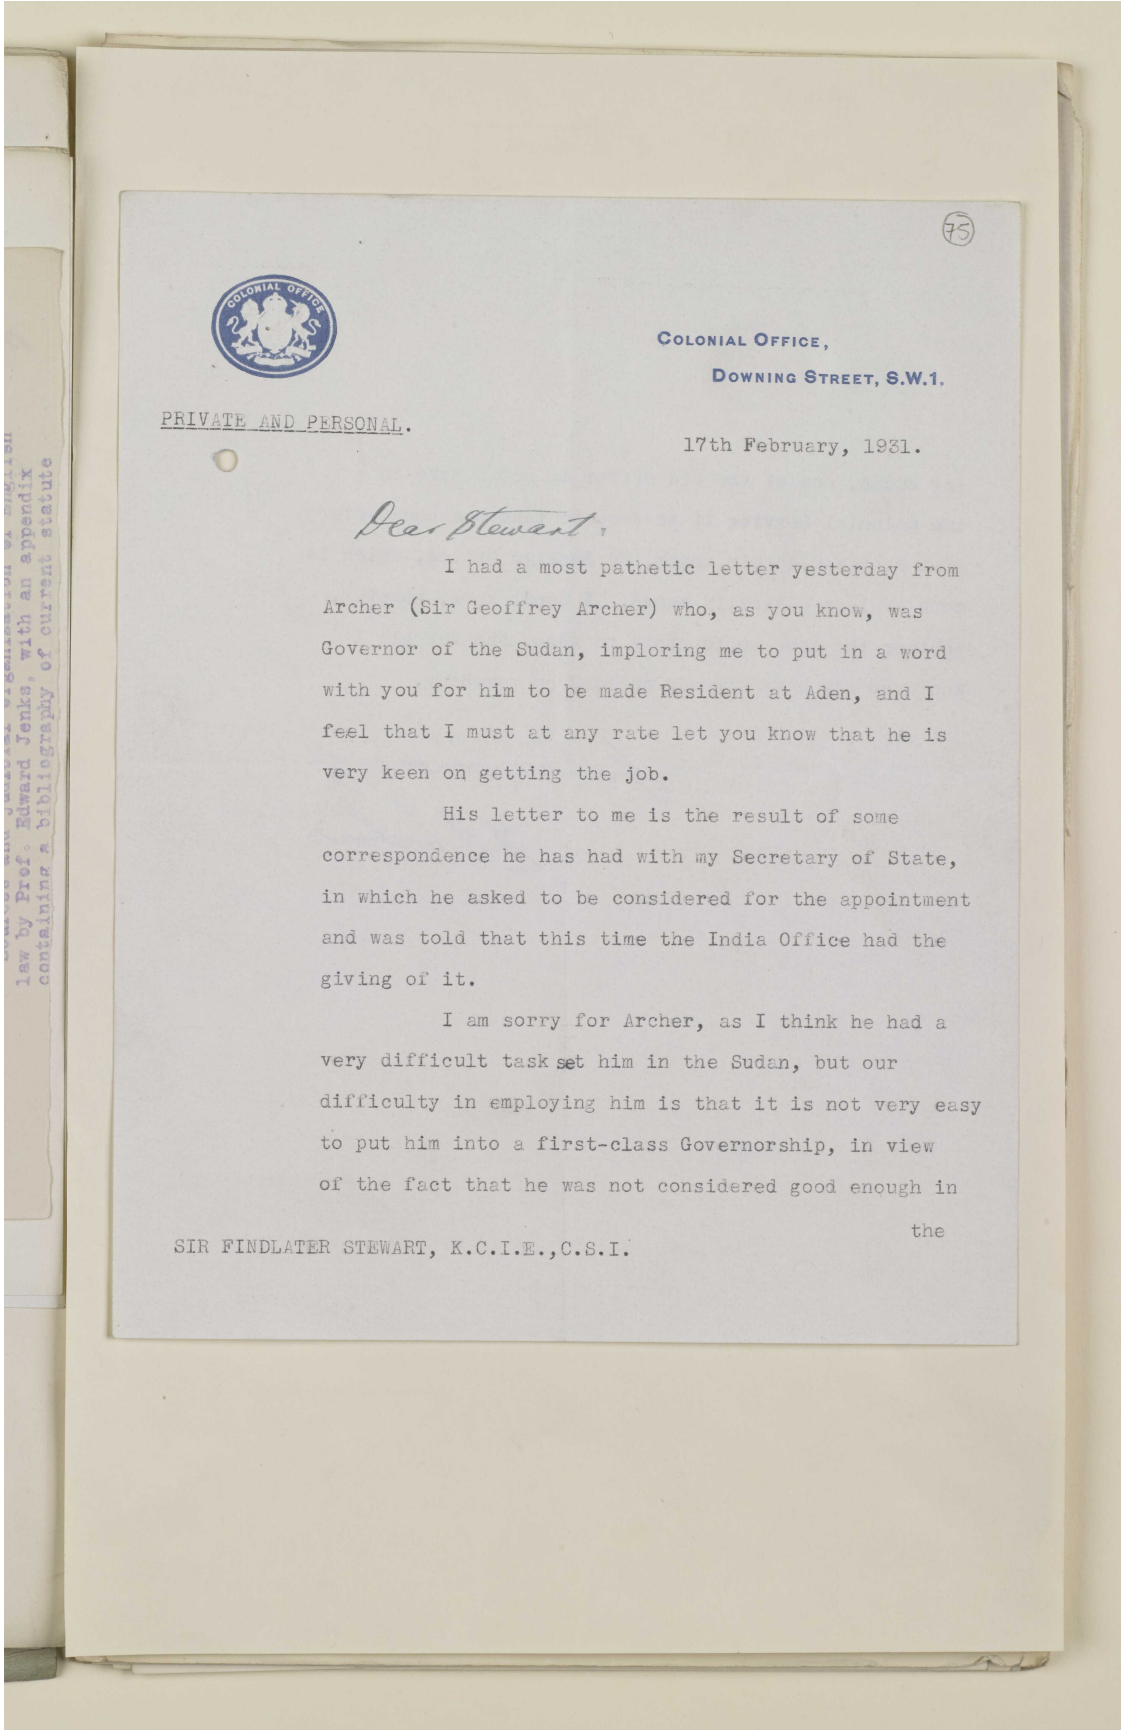 75
COLONIAL OFFICE
COLONIAL OFFICE,
DOWNING STREET, S.W.1.
PRIVATE AND PERSONAL.
17th February, 1931.
Dear Stewart,
I had a most pathetic letter yesterday from
Archer (Sir Geoffrey Archer) who, as you know, was
Governor of the Sudan, imploring me to put in a word
with you for him to be made Resident at Aden, and I
feel that I must at any rate let you know that he is
very keen on getting the job.
His letter to me is the result of some
correspondence he has had with my Secretary of State,
in which he asked to be considered for the appointment
and was told that this time the India Office had the
giving of it.
I am sorry for Archer, as I think he had a
very difficult task set him in the Sudan, but our
difficulty in employing him is that it is not very easy
to put him into a first-class Governorship, in view
of the fact that he was not considered good enough in
the
SIR FINDLATER STEWART, K.C.I.E.,C.S.I.
law by Prof. Edward Jenks, with an appendix
containing a bibliography of current statute